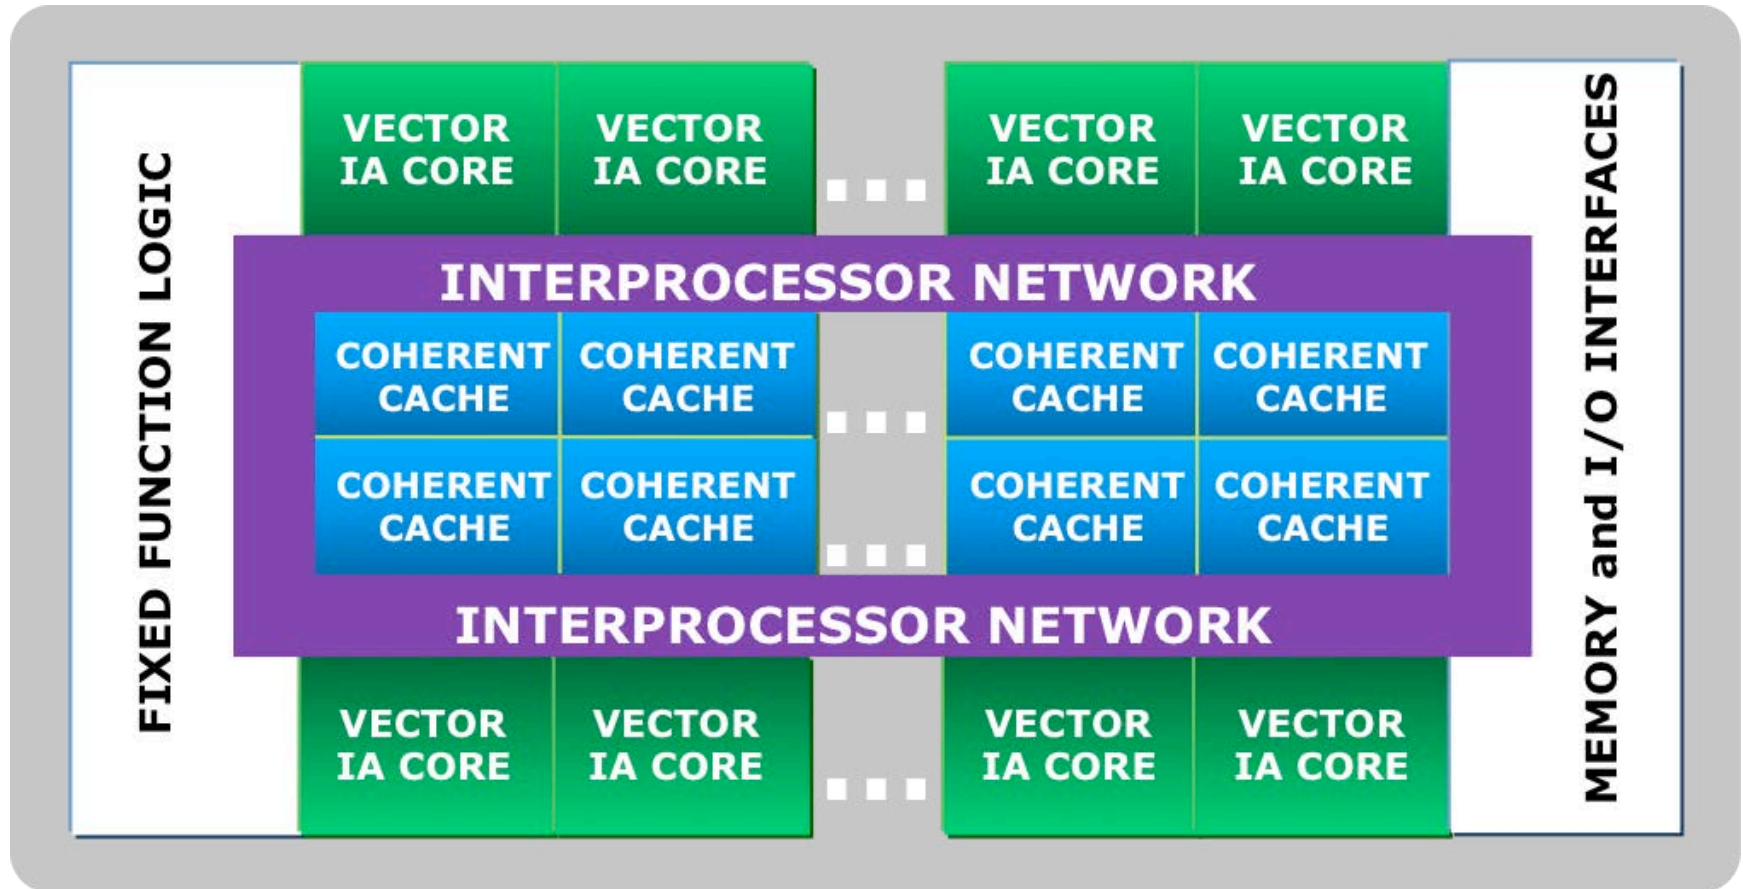 FIXED FUNCTION LOGIC
VECTOR
IA CORE
VECTOR
IA CORE
...
VECTOR
IA CORE
VECTOR
IA CORE
MEMORY and I/O INTERFACES
INTERPROCESSOR NETWORK
COHERENT
CACHE
COHERENT
CACHE
...
COHERENT
CACHE
COHERENT
CACHE
COHERENT
CACHE
COHERENT
CACHE
...
COHERENT
CACHE
COHERENT
CACHE
INTERPROCESSOR NETWORK
VECTOR
IA CORE
VECTOR
IA CORE
...
VECTOR
IA CORE
VECTOR
IA CORE